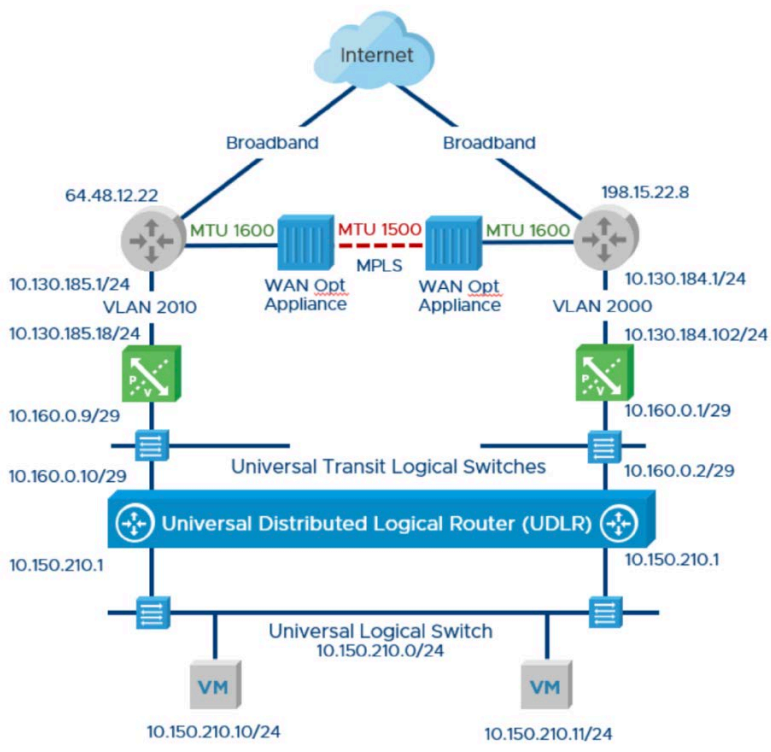 Internet
Broadband
Broadband
64.48.12.22
198.15.22.8
MTU 1600
MTU 1500
MTU 1600
MPLS
WAN Opt
Appliance
WAN Opt
Appliance
10.130.185.1/24
10.130.184.1/24
VLAN 2010
VLAN 2000
10.130.185.18/24
10.130.184.102/24
P
V
P
V
10.160.0.9/29
10.160.0.1/29
Universal Transit Logical Switches
10.160.0.10/29
10.160.0.2/29
Universal Distributed Logical Router (UDLR)
10.150.210.1
10.150.210.1
Universal Logical Switch
10.150.210.0/24
VM
VM
10.150.210.10/24
10.150.210.11/24